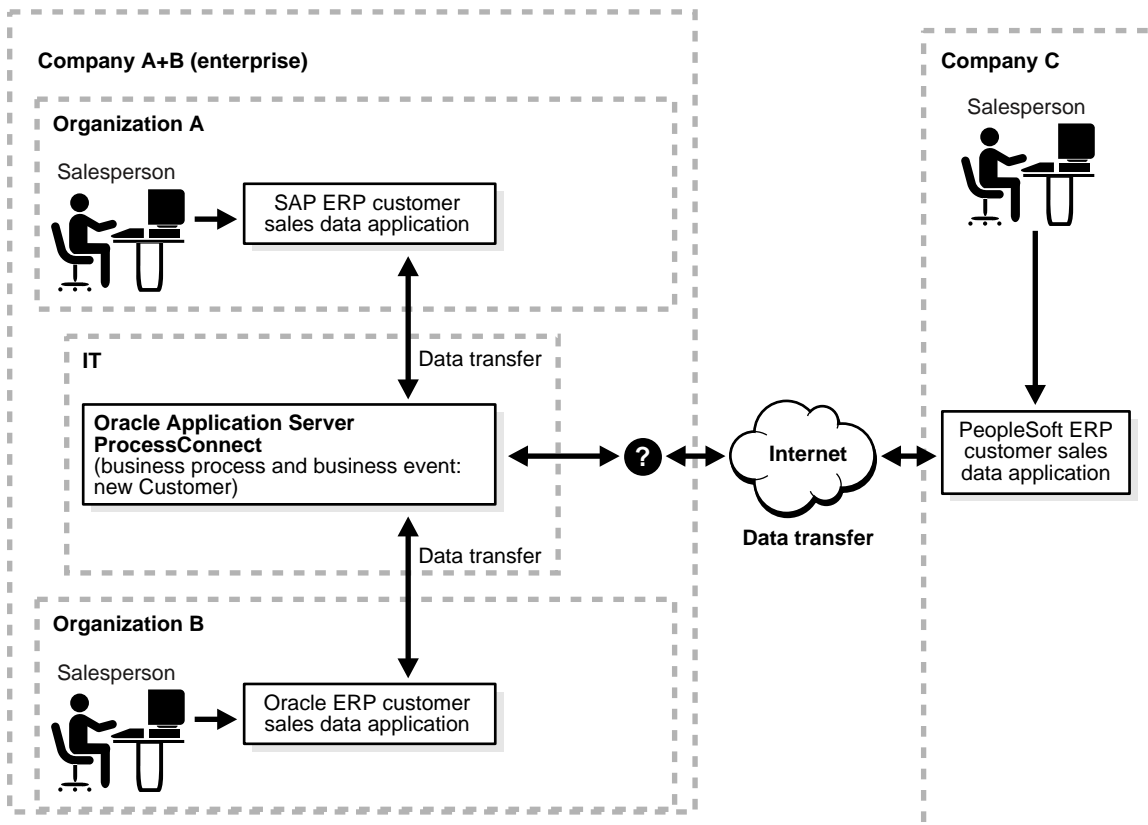 Company A+B (enterprise)
Organization A
Salesperson
SAP ERP customer
sales data application
Data transfer
IT
Oracle Application Server
ProcessConnect
(business process and business event:
new Customer)
?
Internet
Data transfer
Data transfer
Organization B
Salesperson
Oracle ERP customer
sales data application
Company C
Salesperson
PeopleSoft ERP
customer sales
data application